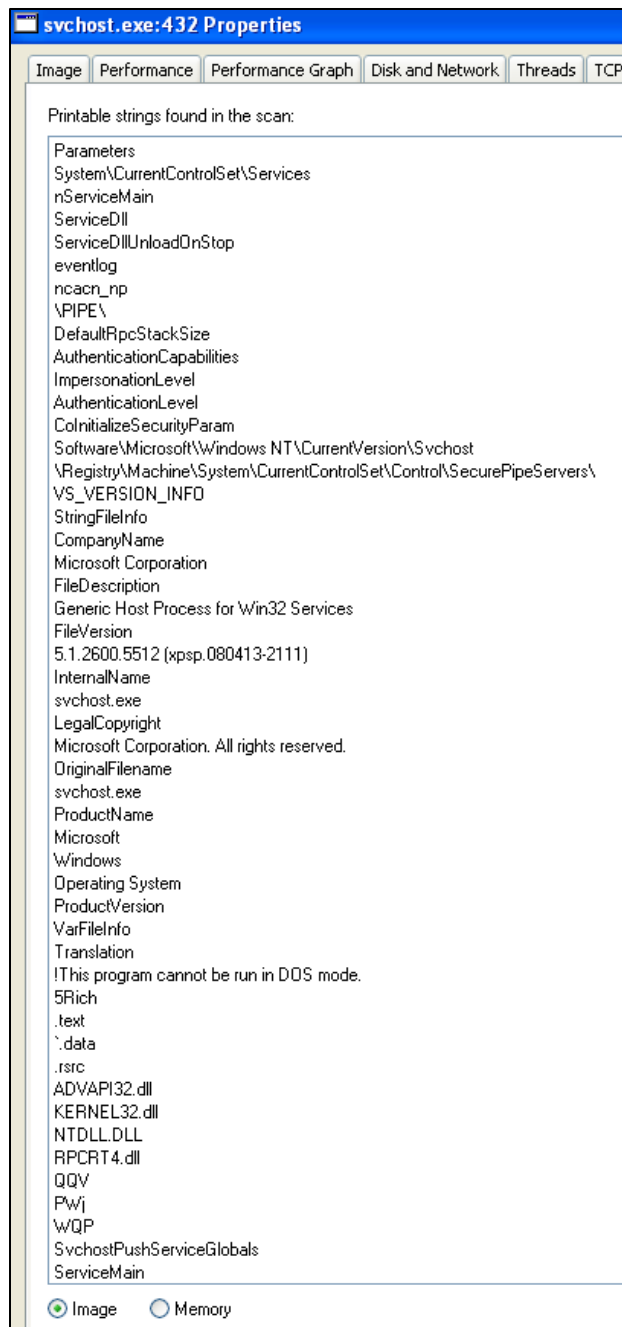 svchost.exe:432 Properties
Image Performance Performance Graph Disk and Network Threads TCP
Printable strings found in the scan:
Parameters
System\CurrentControlSet\Services
nServiceMain
ServiceDll
ServiceDllUnloadOnStop
eventlog
ncacn_np
\PIPE\
DefaultRpcStackSize
AuthenticationCapabilities
ImpersonationLevel
AuthenticationLevel
CoInitializeSecurityParam
Software\Microsoft\Windows NT\CurrentVersion\Svchost
\Registry\Machine\System\CurrentControlSet\Control\SecurePipeServers\
VS_VERSION_INFO
StringFileInfo
CompanyName
Microsoft Corporation
FileDescription
Generic Host Process for Win32 Services
FileVersion
5.1.2600.5512 (xpsp.080413-2111)
InternalName
svchost.exe
LegalCopyright
Microsoft Corporation. All rights reserved.
OriginalFilename
svchost.exe
ProductName
Microsoft
Windows
Operating System
ProductVersion
VarFileInfo
Translation
!This program cannot be run in DOS mode.
5Rich
.text
`.data
.rsrc
ADVAPI32.dll
KERNEL32.dll
NTDLL.DLL
RPCRT4.dll
QQV
PWj
WQP
SvchostPushServiceGlobals
ServiceMain
Image Memory